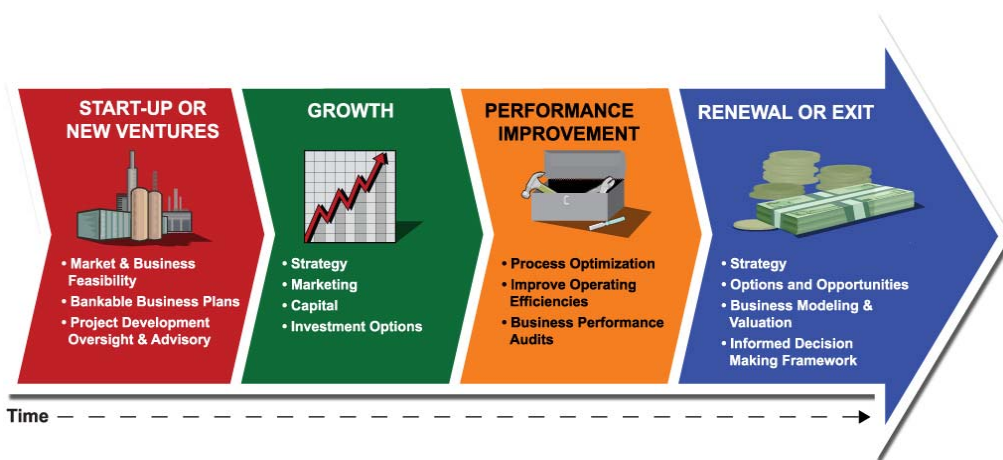 START-UP OR
NEW VENTURES
• Market & Business
Feasibility
• Bankable Business Plans
• Project Development
Oversight & Advisory
GROWTH
• Strategy
• Marketing
• Capital
• Investment Options
PERFORMANCE
IMPROVEMENT
• Process Optimization
• Improve Operating
Efficiencies
• Business Performance
Audits
RENEWAL OR EXIT
• Strategy
• Options and Opportunities
• Business Modeling &
Valuation
• Informed Decision
Making Framework
Time